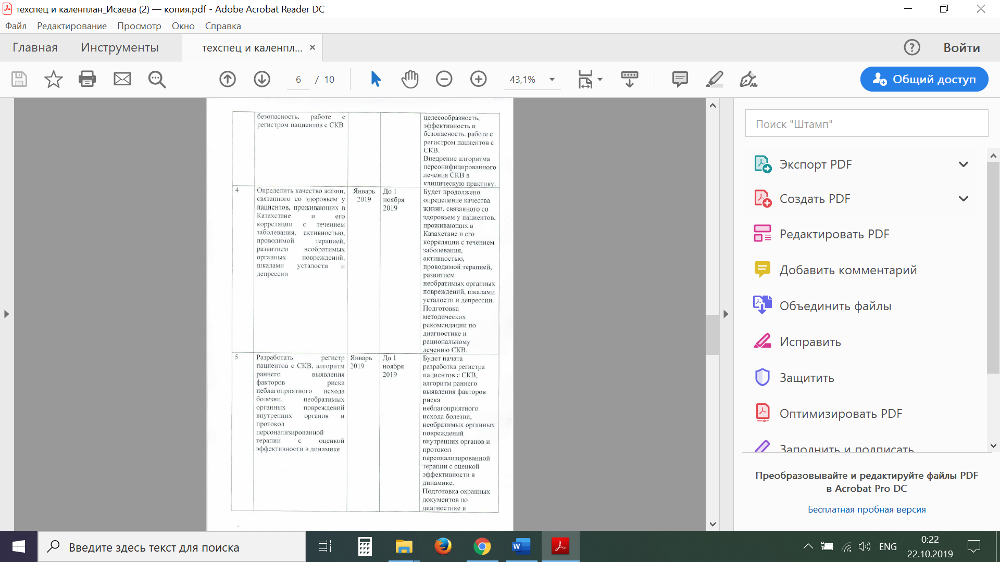 техспец и каленплан_Исаева (2) — копия.pdf - Adobe Acrobat Reader DC
Файл Редактирование Просмотр Окно Справка
Главная Инструменты техспец и каленпл... Войти
6 / 10 43,1% Общий доступ
безопасность. работе с
регистром пациентов с СКВ
целесообразность,
эффективность и
безопасность. работе с
регистром пациентов с
СКВ.
Внедрение алгоритма
персонифицированного
лечения СКВ в
клиническую практику.
4
Определить качество жизни,
связанного со здоровьем у
пациентов, проживающих в
Казахстане и его
корреляции с течением
заболевания, активностью,
проводимой терапией,
развитием необратимых
органных повреждений,
шкалами усталости и
депрессии
Январь
2019
До 1
ноября
2019
Будет продолжено
определение качества
жизни, связанного со
здоровьем у пациентов,
проживающих в
Казахстане и его
корреляции с течением
заболевания,
активностью,
проводимой терапией,
развитием
необратимых органных
повреждений, шкалами
усталости и депрессии.
Подготовка
методических
рекомендации по
диагностике и
рациональному
лечению СКВ.
5
Разработать регистр
пациентов с СКВ, алгоритм
раннего выявления
факторов риска
неблагоприятного исхода
болезни, необратимых
органных повреждений
внутренних органов и
протокол
персонализированной
терапии с оценкой
эффективности в динамике
Январь
2019
До 1
ноября
2019
Будет начата
разработка регистра
пациентов с СКВ,
алгоритм раннего
выявления факторов
риска
неблагоприятного
исхода болезни,
необратимых органных
повреждений
внутренних органов и
протокол
персонализированной
терапии с оценкой
эффективности в
динамике.
Подготовка охранных
документов по
диагностике и
Поиск "Штамп"
Экспорт PDF
Создать PDF
Редактировать PDF
Добавить комментарий
Объединить файлы
Исправить
Защитить
Оптимизировать PDF
Заполнить и подписать
Преобразовывайте и редактируйте файлы PDF
в Acrobat Pro DC
Бесплатная пробная версия
Введите здесь текст для поиска
ENG
0:22
22.10.2019